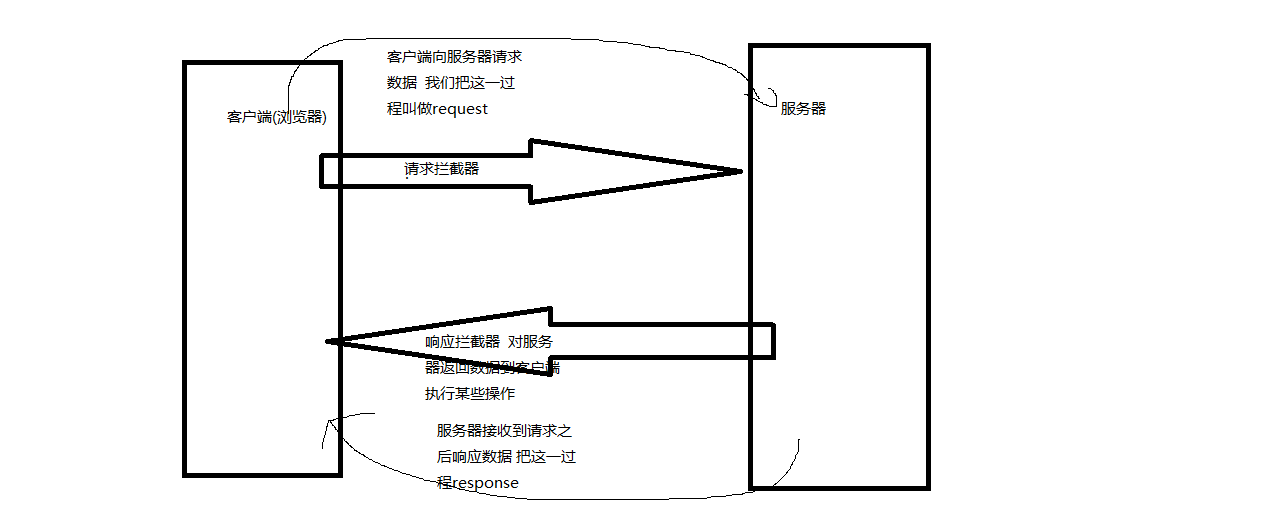 客户端向服务器请求
数据 我们把这一过
程叫做request
客户端(浏览器)
服务器
请求拦截器
响应拦截器 对服务
器返回数据到客户端
执行某些操作
服务器接收到请求之
后响应数据 把这一过
程response